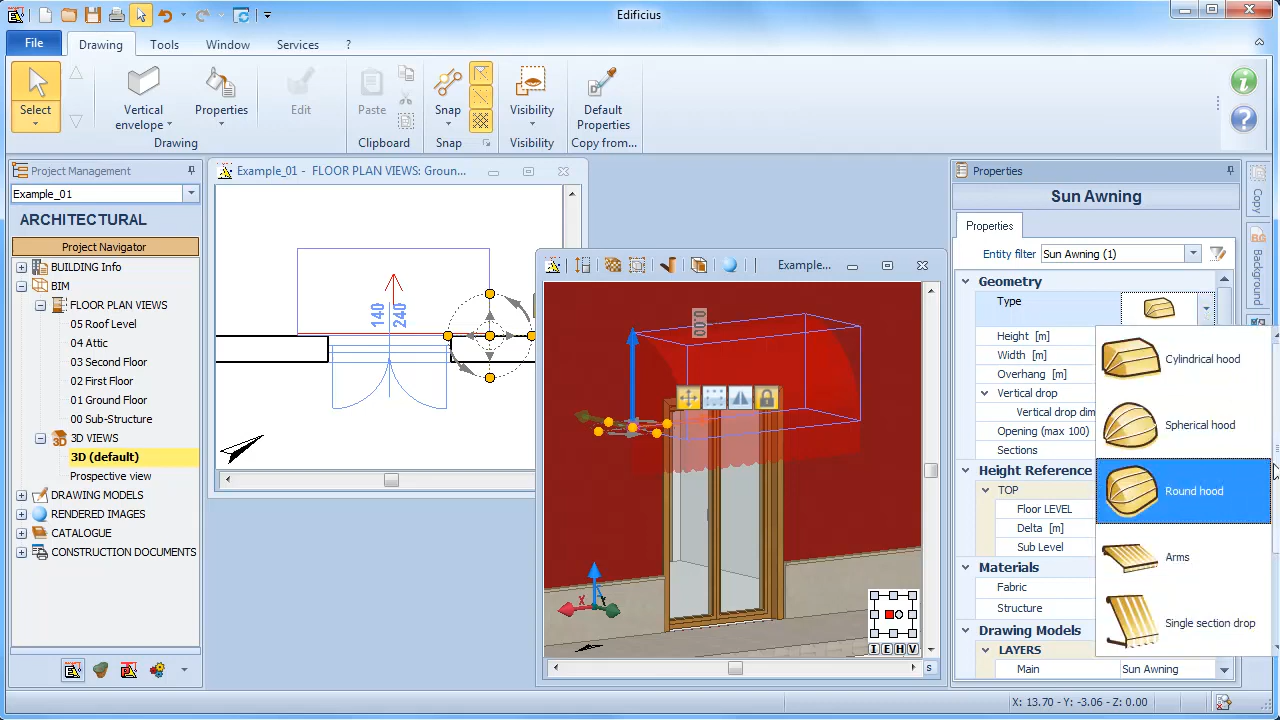 Edificius
File
Drawing
Tools
Window
Services
?
Select
Vertical envelope
Properties
Edit
Drawing
Paste
Clipboard
Snap
Snap
Visibility
Visibility
Default Properties
Copy from...
Project Management
Example_01
ARCHITECTURAL
Project Navigator
BUILDING Info
BIM
FLOOR PLAN VIEWS
05 Roof Level
04 Attic
03 Second Floor
02 First Floor
01 Ground Floor
00 Sub-Structure
3D VIEWS
3D (default)
Perspective view
DRAWING MODELS
RENDERED IMAGES
CATALOGUE
CONSTRUCTION DOCUMENTS
Example_01 - FLOOR PLAN VIEWS: Groun...
140
240
Example...
0.00
X
Y
I E H V
s
Properties
Sun Awning
Properties
Entity filter
Sun Awning (1)
Geometry
Type
Height [m]
Width [m]
Overhang [m]
Vertical drop
Vertical drop dim
Opening (max 100)
Sections
Height Reference
TOP
Floor LEVEL
Delta [m]
Sub Level
Materials
Fabric
Structure
Drawing Models
LAYERS
Main
Sun Awning
Cylindrical hood
Spherical hood
Round hood
Arms
Single section drop
Copy
Background
X: 13.70 - Y: -3.06 - Z: 0.00